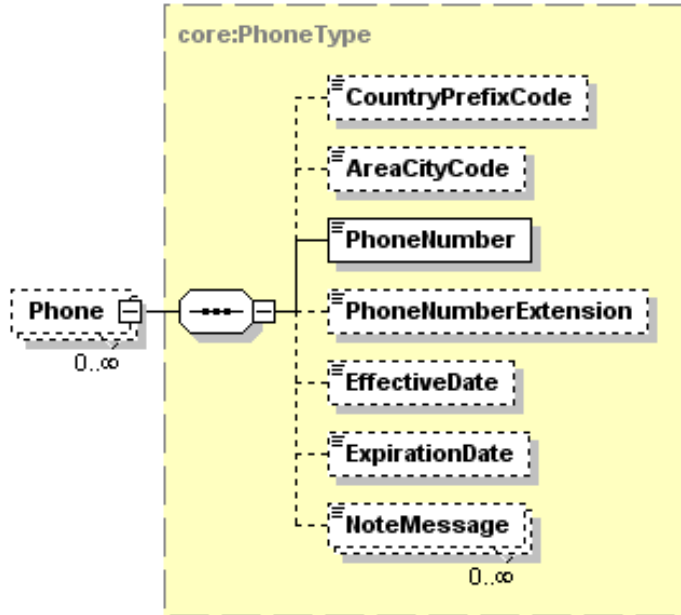 core:PhoneType
CountryPrefixCode
AreaCityCode
PhoneNumber
Phone
PhoneNumberExtension
0..∞
EffectiveDate
ExpirationDate
NoteMessage
0..∞